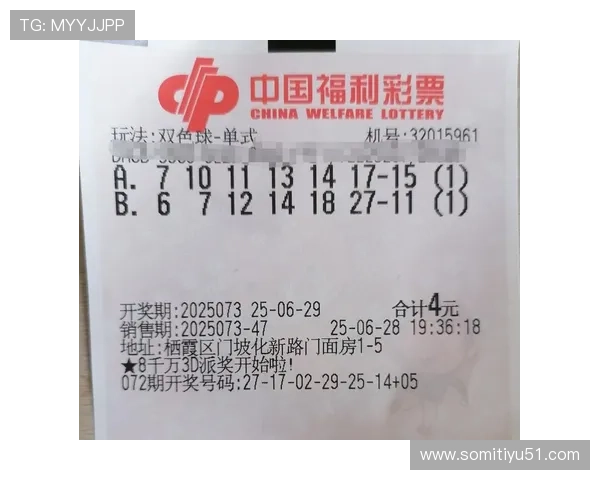 TG: MYYJJPP
中国福利彩票
CHINA WELFARE LOTTERY
玩法:双色球-单式 机号:32015961
A. 7 10 11 13 14 17-15 (1)
B. 6 7 12 14 18 27-11 (1)
开奖期:2025073 25-06-29 合计4元
销售期:2025073-47 25-06-28 19:36:18
地址:栖霞区门坡化新路门面房1-5
★8千万3D派奖开始啦!
072期开奖号码:27-17-02-29-25-14+05
www.somitiyu51.com